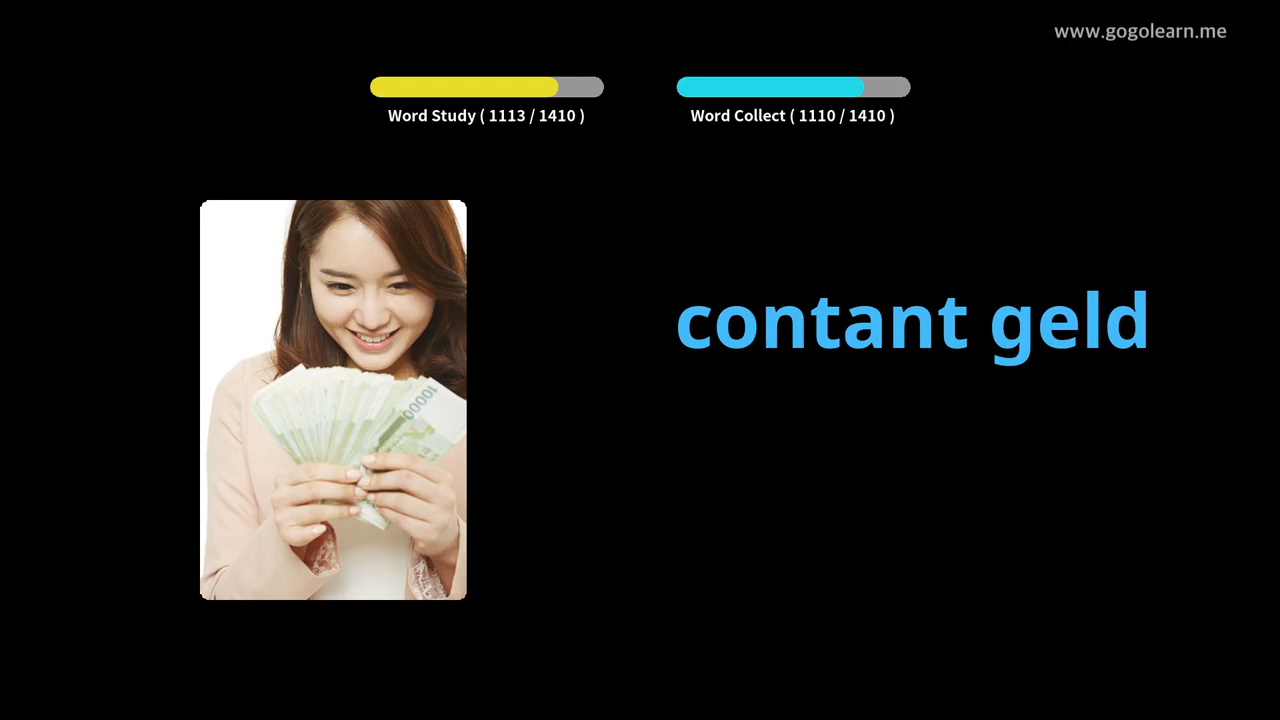 www.gogolearn.me
Word Study ( 1113 / 1410 )
Word Collect ( 1110 / 1410 )
contant geld
10000